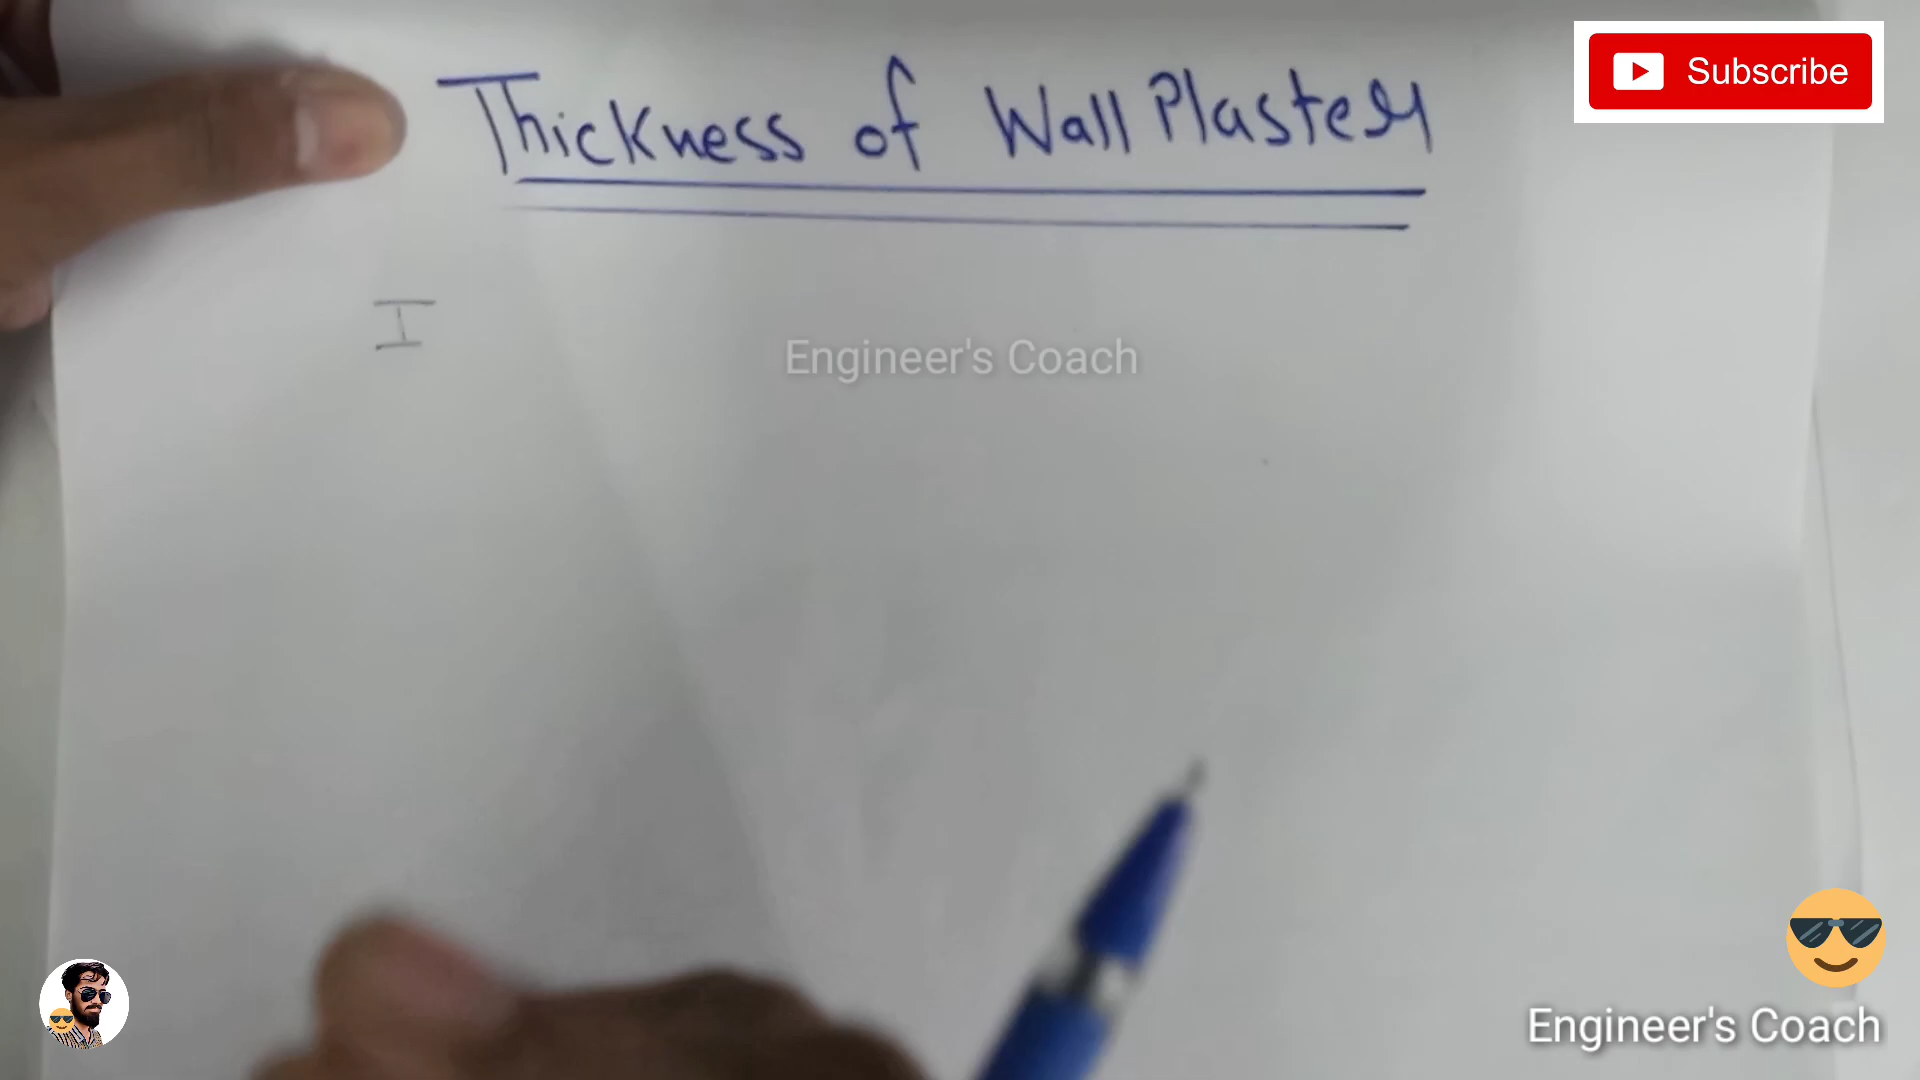 Thickness of Wall Plaster
Subscribe
I
Engineer's Coach
Engineer's Coach